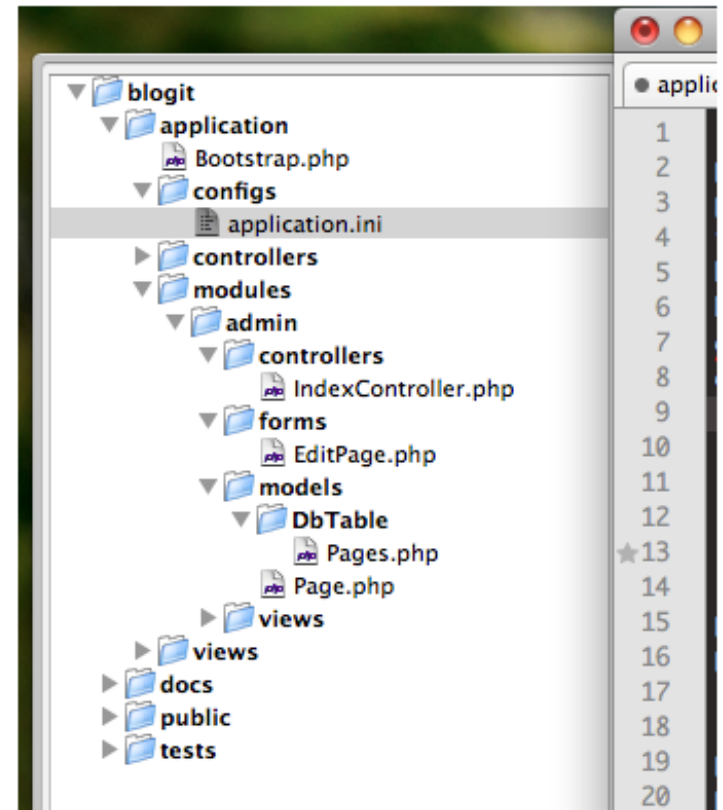 blogit
application
Bootstrap.php
configs
application.ini
controllers
modules
admin
controllers
IndexController.php
forms
EditPage.php
models
DbTable
Pages.php
Page.php
views
views
docs
public
tests
1
2
3
4
5
6
7
8
9
10
11
12
13
14
15
16
17
18
19
20